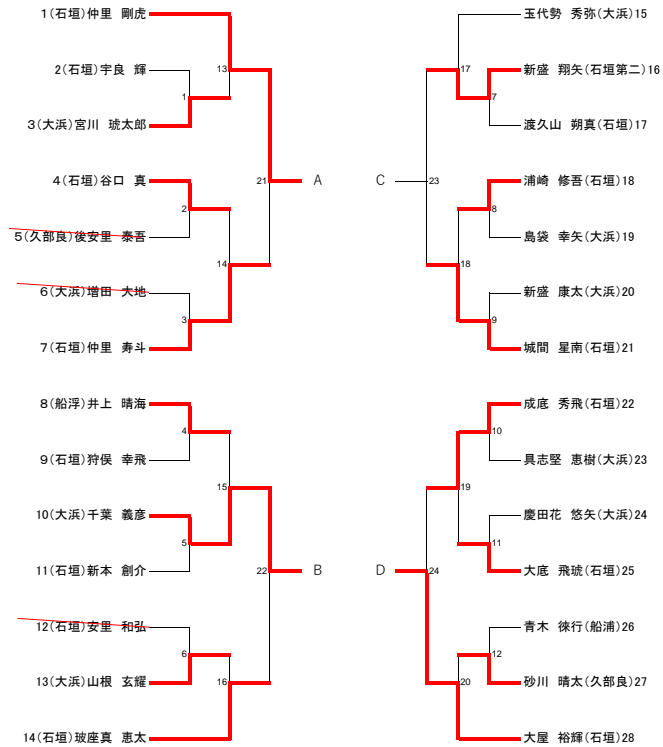 1(石垣)仲里 剛虎
2(石垣)宇良 輝
3(大浜)宮川 琥太郎
4(石垣)谷口 真
5(久部良)後安里 泰吾
6(大浜)増田 大地
7(石垣)仲里 寿斗
8(船浮)井上 晴海
9(石垣)狩俣 幸飛
10(大浜)千葉 義彦
11(石垣)新本 創介
12(石垣)安里 和弘
13(大浜)山根 玄耀
14(石垣)玻座真 恵太
1
2
3
4
5
6
13
14
15
16
21
22
A
B
C
D
23
24
17
18
19
20
7
8
9
10
11
12
玉代勢 秀弥(大浜)15
新盛 翔矢(石垣第二)16
渡久山 朔真(石垣)17
浦崎 修吾(石垣)18
島袋 幸矢(大浜)19
新盛 康太(大浜)20
城間 星南(石垣)21
成底 秀飛(石垣)22
具志堅 恵樹(大浜)23
慶田花 悠矢(大浜)24
大底 飛琥(石垣)25
青木 徠行(船浦)26
砂川 晴太(久部良)27
大屋 裕輝(石垣)28